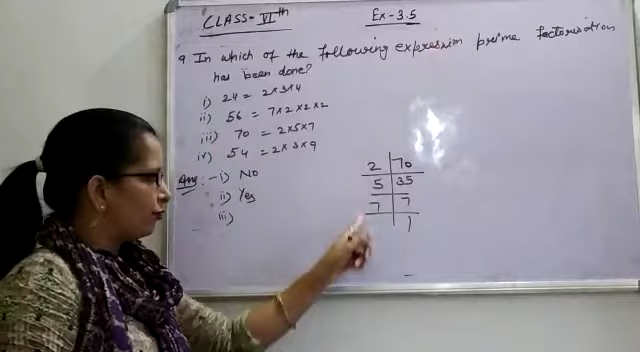 CLASS- VIth
Ex-3.5
9 In which of the following expression prime factorisation
has been done?
i) 24 = 2×3×4
ii) 56 = 7×2×2×2
iii) 70 = 2×5×7
iv) 54 = 2×3×9
Ans:- i) No
ii) Yes
iii)
2 | 70
5 | 35
7 | 7
| 1